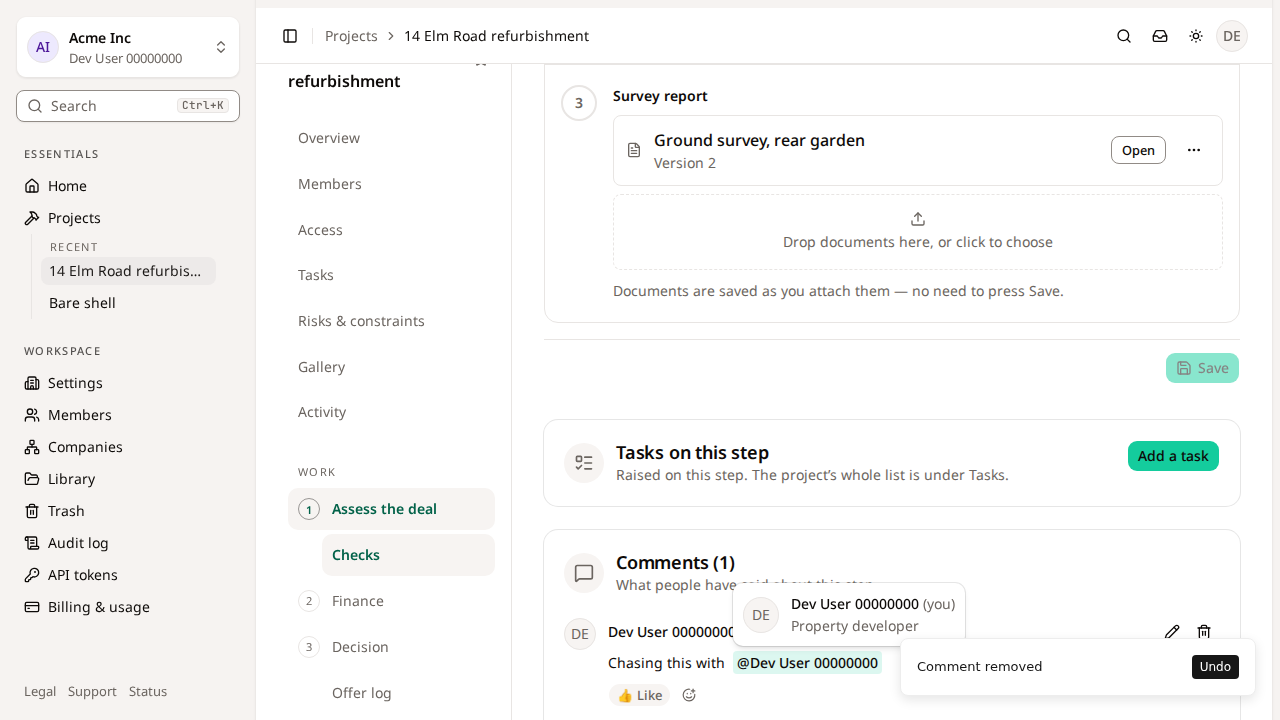 AI
Acme Inc
Dev User 00000000
Search
Ctrl+K
ESSENTIALS
Home
Projects
RECENT
14 Elm Road refurbis...
Bare shell
WORKSPACE
Settings
Members
Companies
Library
Trash
Audit log
API tokens
Billing & usage
Legal Support Status
Projects
14 Elm Road refurbishment
DE
refurbishment
Overview
Members
Access
Tasks
Risks & constraints
Gallery
Activity
WORK
1 Assess the deal
Checks
2 Finance
3 Decision
Offer log
3
Survey report
Ground survey, rear garden
Version 2
Open
Drop documents here, or click to choose
Documents are saved as you attach them — no need to press Save.
Save
Tasks on this step
Raised on this step. The project’s whole list is under Tasks.
Add a task
Comments (1)
What people have said about this step.
DE
Dev User 00000000 (you)
Property developer
DE
Dev User 00000000
Chasing this with @Dev User 00000000
👍 Like
Comment removed
Undo